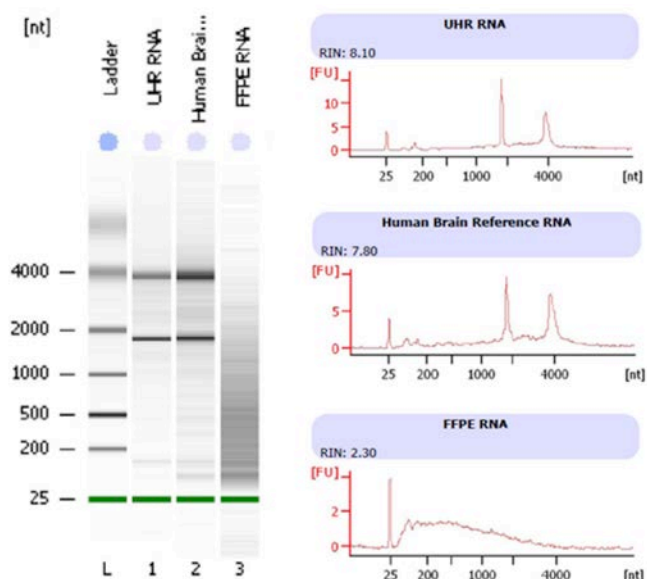 [nt]
Ladder
UHR RNA
Human Brai...
FFPE RNA
4000
2000
1000
500
200
25
L 1 2 3
UHR RNA
RIN: 8.10
[FU]
10
5
0
25 200 1000 4000 [nt]
Human Brain Reference RNA
RIN: 7.80
[FU]
5
0
25 200 1000 4000 [nt]
FFPE RNA
RIN: 2.30
[FU]
2
0
25 200 1000 4000 [nt]